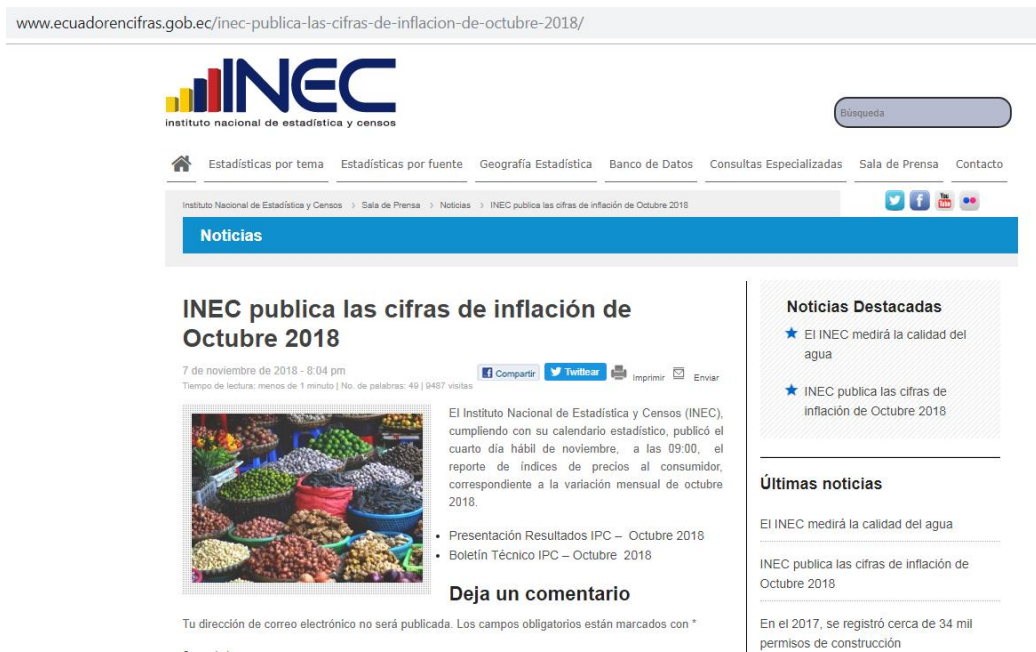 www.ecuadorencifras.gob.ec/inec-publica-las-cifras-de-inflacion-de-octubre-2018/
INEC
instituto nacional de estadística y censos
Búsqueda
Estadísticas por tema Estadísticas por fuente Geografía Estadística Banco de Datos Consultas Especializadas Sala de Prensa Contacto
Instituto Nacional de Estadística y Censos > Sala de Prensa > Noticias > INEC publica las cifras de inflación de Octubre 2018
You Tube
Noticias
INEC publica las cifras de inflación de
Octubre 2018
7 de noviembre de 2018 - 8:04 pm
Compartir Twittear Imprimir Enviar
Tiempo de lectura: menos de 1 minuto | No. de palabras: 49 | 9487 visitas
El Instituto Nacional de Estadística y Censos (INEC),
cumpliendo con su calendario estadístico, publicó el
cuarto día hábil de noviembre, a las 09:00, el
reporte de índices de precios al consumidor,
correspondiente a la variación mensual de octubre
2018.
• Presentación Resultados IPC – Octubre 2018
• Boletín Técnico IPC – Octubre 2018
Deja un comentario
Tu dirección de correo electrónico no será publicada. Los campos obligatorios están marcados con *
Noticias Destacadas
El INEC medirá la calidad del
agua
INEC publica las cifras de
inflación de Octubre 2018
Últimas noticias
El INEC medirá la calidad del agua
INEC publica las cifras de inflación de
Octubre 2018
En el 2017, se registró cerca de 34 mil
permisos de construcción